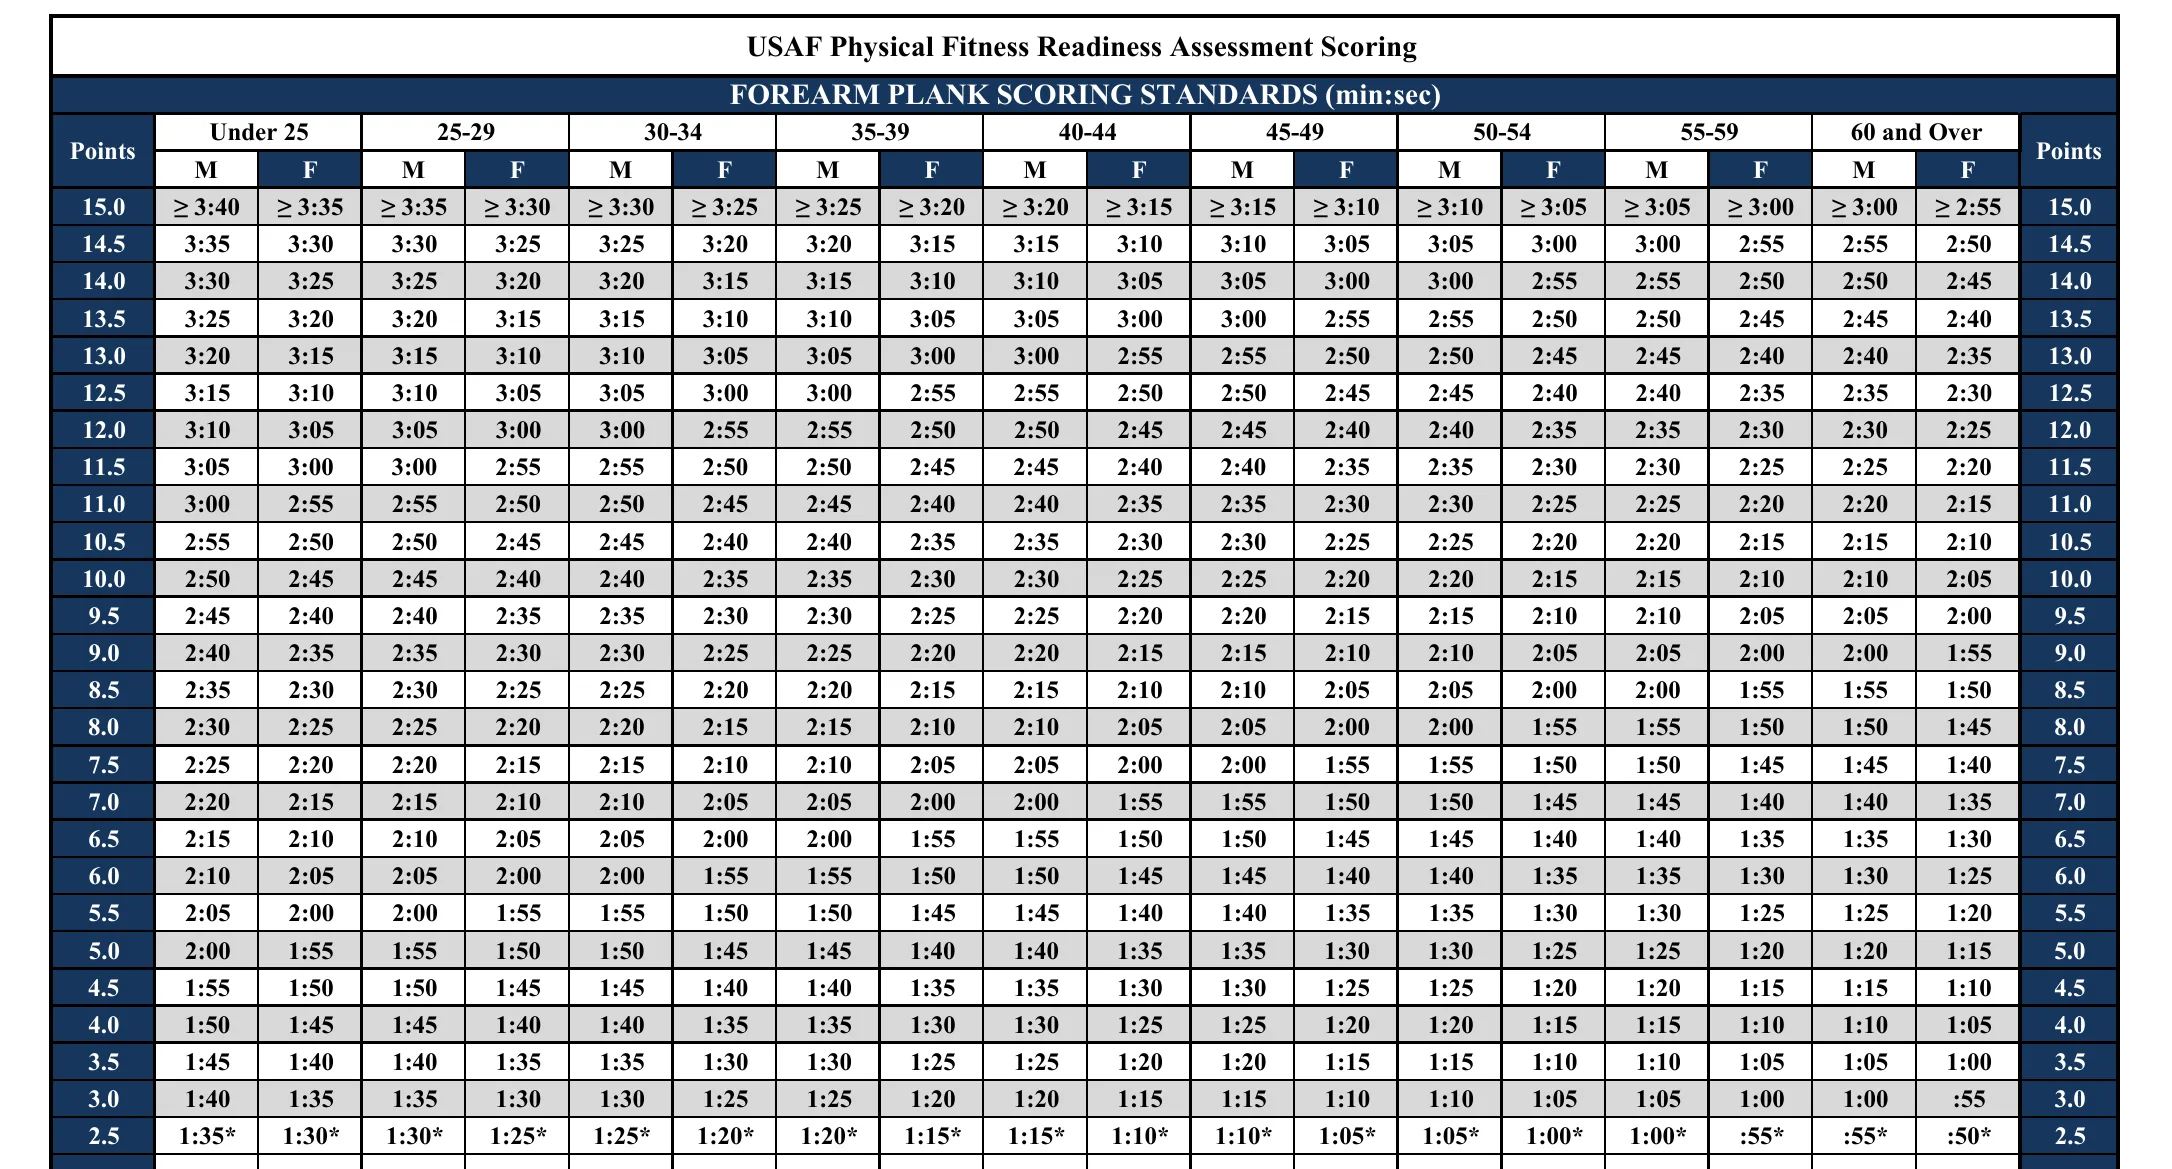 USAF Physical Fitness Readiness Assessment Scoring
FOREARM PLANK SCORING STANDARDS (min:sec)
Points Under 25 25-29 30-34 35-39 40-44 45-49 50-54 55-59 60 and Over Points
M F M F M F M F M F M F M F M F M F
15.0 ≥ 3:40 ≥ 3:35 ≥ 3:35 ≥ 3:30 ≥ 3:30 ≥ 3:25 ≥ 3:25 ≥ 3:20 ≥ 3:20 ≥ 3:15 ≥ 3:15 ≥ 3:10 ≥ 3:10 ≥ 3:05 ≥ 3:05 ≥ 3:00 ≥ 3:00 ≥ 2:55 15.0
14.5 3:35 3:30 3:30 3:25 3:25 3:20 3:20 3:15 3:15 3:10 3:10 3:05 3:05 3:00 3:00 2:55 2:55 2:50 14.5
14.0 3:30 3:25 3:25 3:20 3:20 3:15 3:15 3:10 3:10 3:05 3:05 3:00 3:00 2:55 2:55 2:50 2:50 2:45 14.0
13.5 3:25 3:20 3:20 3:15 3:15 3:10 3:10 3:05 3:05 3:00 3:00 2:55 2:55 2:50 2:50 2:45 2:45 2:40 13.5
13.0 3:20 3:15 3:15 3:10 3:10 3:05 3:05 3:00 3:00 2:55 2:55 2:50 2:50 2:45 2:45 2:40 2:40 2:35 13.0
12.5 3:15 3:10 3:10 3:05 3:05 3:00 3:00 2:55 2:55 2:50 2:50 2:45 2:45 2:40 2:40 2:35 2:35 2:30 12.5
12.0 3:10 3:05 3:05 3:00 3:00 2:55 2:55 2:50 2:50 2:45 2:45 2:40 2:40 2:35 2:35 2:30 2:30 2:25 12.0
11.5 3:05 3:00 3:00 2:55 2:55 2:50 2:50 2:45 2:45 2:40 2:40 2:35 2:35 2:30 2:30 2:25 2:25 2:20 11.5
11.0 3:00 2:55 2:55 2:50 2:50 2:45 2:45 2:40 2:40 2:35 2:35 2:30 2:30 2:25 2:25 2:20 2:20 2:15 11.0
10.5 2:55 2:50 2:50 2:45 2:45 2:40 2:40 2:35 2:35 2:30 2:30 2:25 2:25 2:20 2:20 2:15 2:15 2:10 10.5
10.0 2:50 2:45 2:45 2:40 2:40 2:35 2:35 2:30 2:30 2:25 2:25 2:20 2:20 2:15 2:15 2:10 2:10 2:05 10.0
9.5 2:45 2:40 2:40 2:35 2:35 2:30 2:30 2:25 2:25 2:20 2:20 2:15 2:15 2:10 2:10 2:05 2:05 2:00 9.5
9.0 2:40 2:35 2:35 2:30 2:30 2:25 2:25 2:20 2:20 2:15 2:15 2:10 2:10 2:05 2:05 2:00 2:00 1:55 9.0
8.5 2:35 2:30 2:30 2:25 2:25 2:20 2:20 2:15 2:15 2:10 2:10 2:05 2:05 2:00 2:00 1:55 1:55 1:50 8.5
8.0 2:30 2:25 2:25 2:20 2:20 2:15 2:15 2:10 2:10 2:05 2:05 2:00 2:00 1:55 1:55 1:50 1:50 1:45 8.0
7.5 2:25 2:20 2:20 2:15 2:15 2:10 2:10 2:05 2:05 2:00 2:00 1:55 1:55 1:50 1:50 1:45 1:45 1:40 7.5
7.0 2:20 2:15 2:15 2:10 2:10 2:05 2:05 2:00 2:00 1:55 1:55 1:50 1:50 1:45 1:45 1:40 1:40 1:35 7.0
6.5 2:15 2:10 2:10 2:05 2:05 2:00 2:00 1:55 1:55 1:50 1:50 1:45 1:45 1:40 1:40 1:35 1:35 1:30 6.5
6.0 2:10 2:05 2:05 2:00 2:00 1:55 1:55 1:50 1:50 1:45 1:45 1:40 1:40 1:35 1:35 1:30 1:30 1:25 6.0
5.5 2:05 2:00 2:00 1:55 1:55 1:50 1:50 1:45 1:45 1:40 1:40 1:35 1:35 1:30 1:30 1:25 1:25 1:20 5.5
5.0 2:00 1:55 1:55 1:50 1:50 1:45 1:45 1:40 1:40 1:35 1:35 1:30 1:30 1:25 1:25 1:20 1:20 1:15 5.0
4.5 1:55 1:50 1:50 1:45 1:45 1:40 1:40 1:35 1:35 1:30 1:30 1:25 1:25 1:20 1:20 1:15 1:15 1:10 4.5
4.0 1:50 1:45 1:45 1:40 1:40 1:35 1:35 1:30 1:30 1:25 1:25 1:20 1:20 1:15 1:15 1:10 1:10 1:05 4.0
3.5 1:45 1:40 1:40 1:35 1:35 1:30 1:30 1:25 1:25 1:20 1:20 1:15 1:15 1:10 1:10 1:05 1:05 1:00 3.5
3.0 1:40 1:35 1:35 1:30 1:30 1:25 1:25 1:20 1:20 1:15 1:15 1:10 1:10 1:05 1:05 1:00 1:00 :55 3.0
2.5 1:35* 1:30* 1:30* 1:25* 1:25* 1:20* 1:20* 1:15* 1:15* 1:10* 1:10* 1:05* 1:05* 1:00* 1:00* :55* :55* :50* 2.5